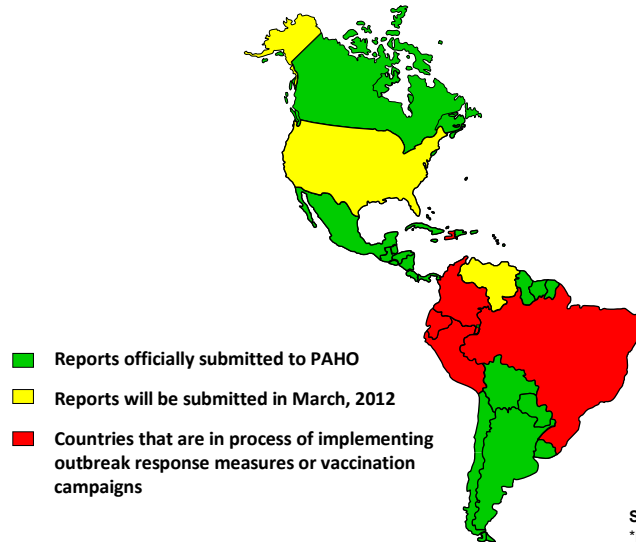 Reports officially submitted to PAHO
Reports will be submitted in March, 2012
Countries that are in process of implementing
outbreak response measures or vaccination
campaigns
S
*